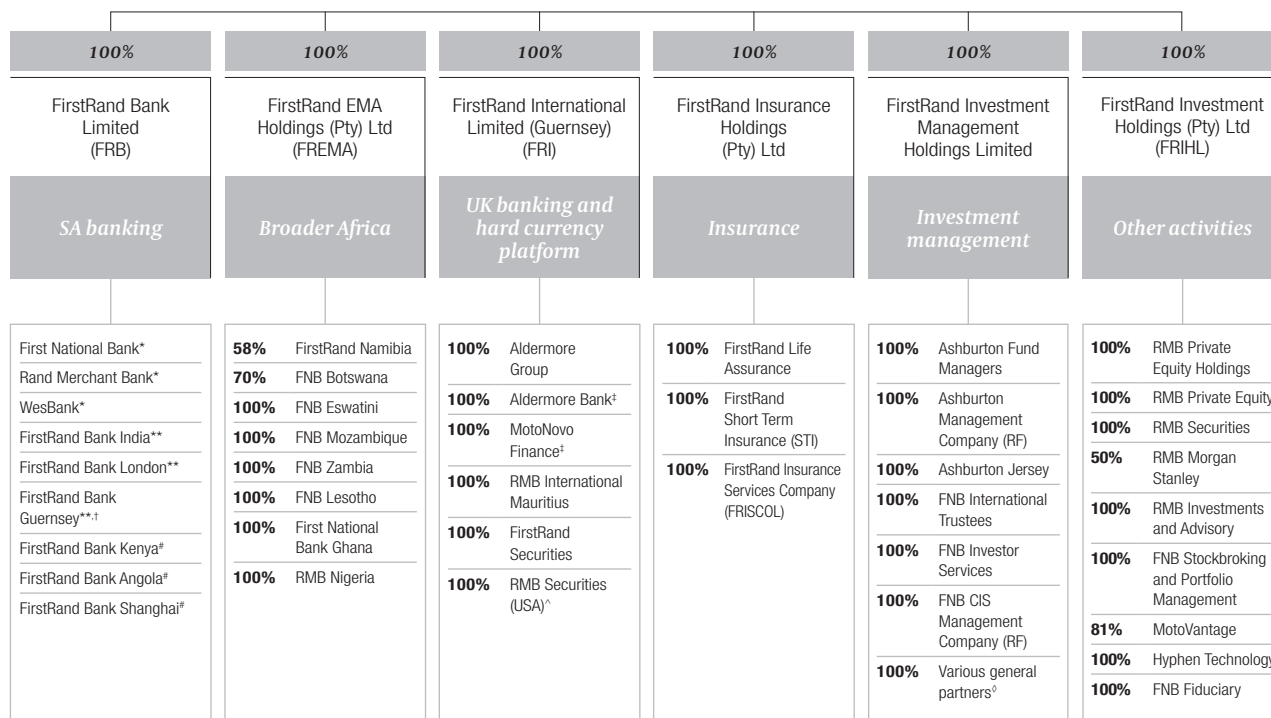 100%
FirstRand Bank
Limited
(FRB)
SA banking
First National Bank*
Rand Merchant Bank*
WesBank*
FirstRand Bank India**
FirstRand Bank London**
FirstRand Bank
Guernsey**,†
FirstRand Bank Kenya#
FirstRand Bank Angola#
FirstRand Bank Shanghai#
100%
FirstRand EMA
Holdings (Pty) Ltd
(FREMA)
Broader Africa
58% FirstRand Namibia
70% FNB Botswana
100% FNB Eswatini
100% FNB Mozambique
100% FNB Zambia
100% FNB Lesotho
100% First National
Bank Ghana
100% RMB Nigeria
100%
FirstRand International
Limited (Guernsey)
(FRI)
UK banking and
hard currency
platform
100% Aldermore
Group
100% Aldermore Bank‡
100% MotoNovo
Finance‡
100% RMB International
Mauritius
100% FirstRand
Securities
100% RMB Securities
(USA)^
100%
FirstRand Insurance
Holdings
(Pty) Ltd
Insurance
100% FirstRand Life
Assurance
100% FirstRand
Short Term
Insurance (STI)
100% FirstRand Insurance
Services Company
(FRISCOL)
100%
FirstRand Investment
Management
Holdings Limited
Investment
management
100% Ashburton Fund
Managers
100% Ashburton
Management
Company (RF)
100% Ashburton Jersey
100% FNB International
Trustees
100% FNB Investor
Services
100% FNB CIS
Management
Company (RF)
100% Various general
partners◊
100%
FirstRand Investment
Holdings (Pty) Ltd
(FRIHL)
Other activities
100% RMB Private
Equity Holdings
100% RMB Private Equity
100% RMB Securities
50% RMB Morgan
Stanley
100% RMB Investments
and Advisory
100% FNB Stockbroking
and Portfolio
Management
81% MotoVantage
100% Hyphen Technology
100% FNB Fiduciary